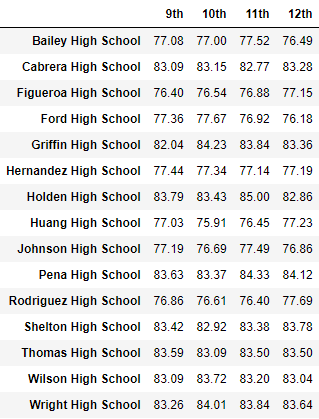 9th 10th 11th 12th
Bailey High School 77.08 77.00 77.52 76.49
Cabrera High School 83.09 83.15 82.77 83.28
Figueroa High School 76.40 76.54 76.88 77.15
Ford High School 77.36 77.67 76.92 76.18
Griffin High School 82.04 84.23 83.84 83.36
Hernandez High School 77.44 77.34 77.14 77.19
Holden High School 83.79 83.43 85.00 82.86
Huang High School 77.03 75.91 76.45 77.23
Johnson High School 77.19 76.69 77.49 76.86
Pena High School 83.63 83.37 84.33 84.12
Rodriguez High School 76.86 76.61 76.40 77.69
Shelton High School 83.42 82.92 83.38 83.78
Thomas High School 83.59 83.09 83.50 83.50
Wilson High School 83.09 83.72 83.20 83.04
Wright High School 83.26 84.01 83.84 83.64